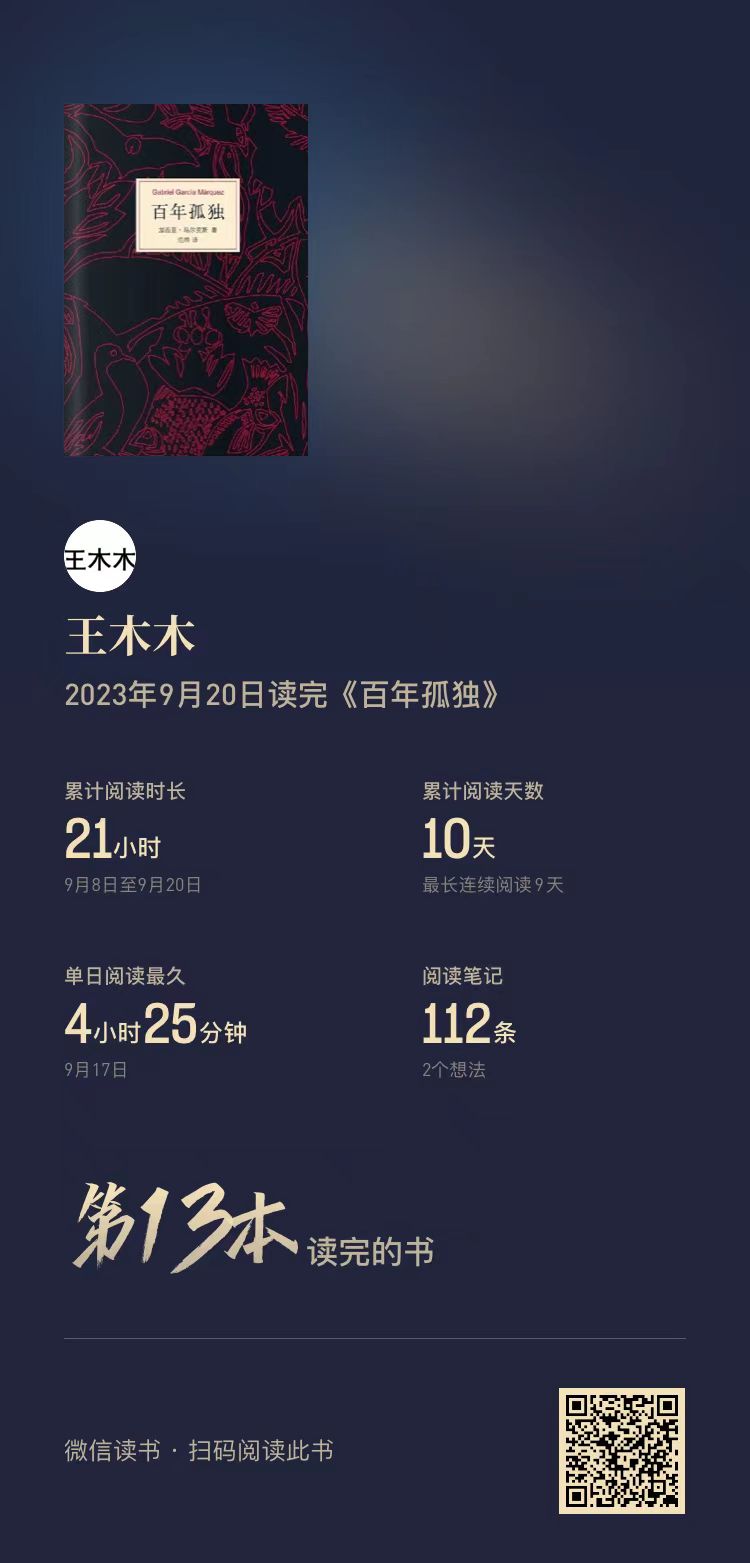 Gabriel García Márquez
百年孤独
加西亚·马尔克斯 著
范晔 译
王木木
王木木
2023年9月20日读完《百年孤独》
累计阅读时长
累计阅读天数
21小时
10天
9月8日至9月20日
最长连续阅读9天
单日阅读最久
阅读笔记
4小时25分钟
112条
9月17日
2个想法
第13本 读完的书
微信读书 · 扫码阅读此书